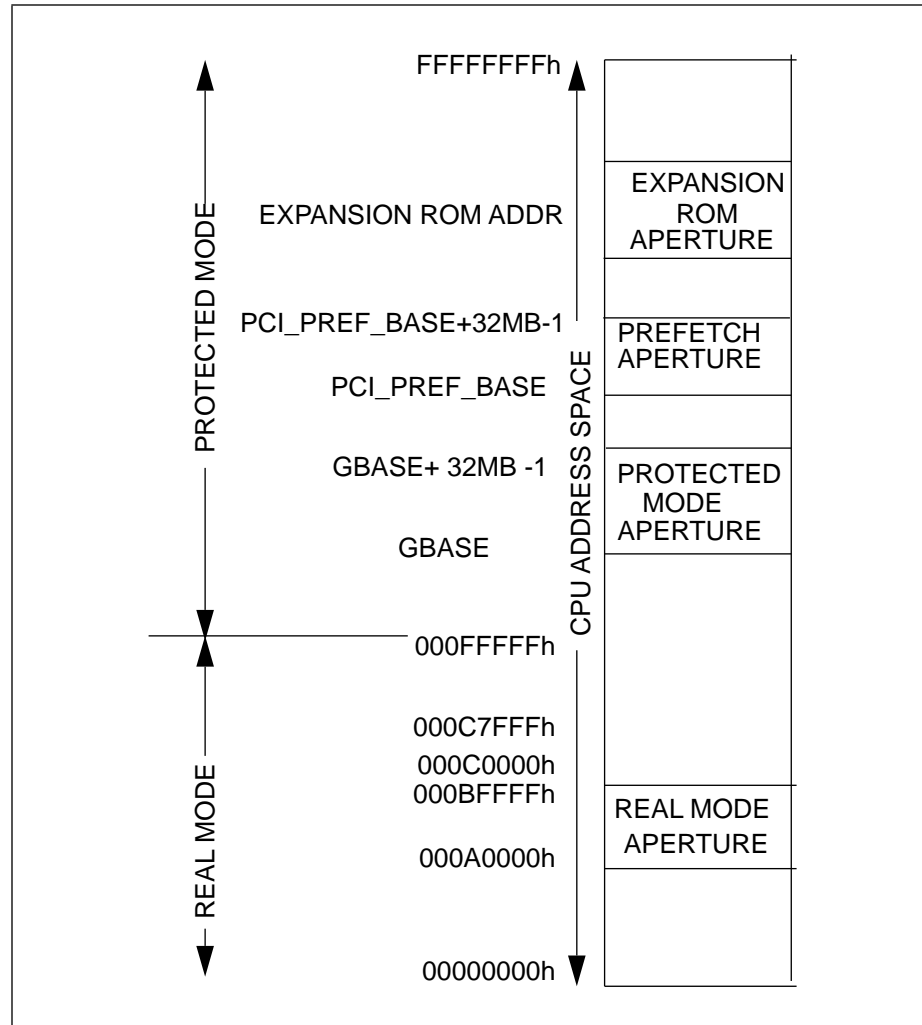 FFFFFFFFh
EXPANSION
ROM
APERTURE
EXPANSION ROM ADDR
PROTECTED MODE
PCI_PREF_BASE+32MB-1
PREFETCH
APERTURE
PCI_PREF_BASE
CPU ADDRESS SPACE
GBASE+ 32MB -1
PROTECTED
MODE
APERTURE
GBASE
000FFFFFh
000C7FFFh
000C0000h
000BFFFFh
REAL MODE
REAL MODE
APERTURE
000A0000h
00000000h